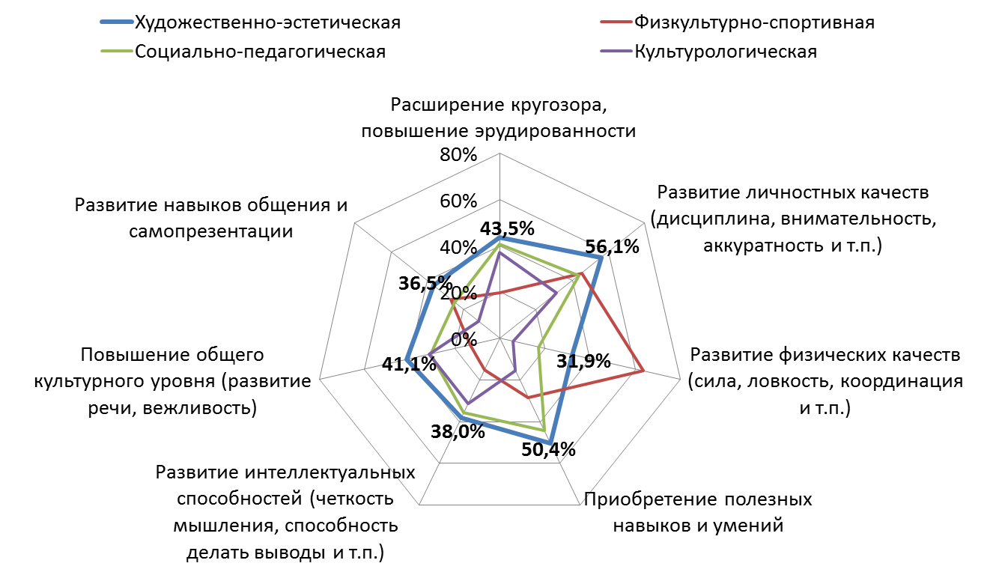 Художественно-эстетическая
Физкультурно-спортивная
Социально-педагогическая
Культурологическая
Расширение кругозора,
повышение эрудированности
80%
60%
40%
20%
0%
43,5%
56,1%
31,9%
50,4%
38,0%
41,1%
36,5%
Развитие личностных качеств
(дисциплина, внимательность,
аккуратность и т.п.)
Развитие физических качеств
(сила, ловкость, координация
и т.п.)
Приобретение полезных
навыков и умений
Развитие интеллектуальных
способностей (четкость
мышления, способность
делать выводы и т.п.)
Повышение общего
культурного уровня (развитие
речи, вежливость)
Развитие навыков общения и
самопрезентации